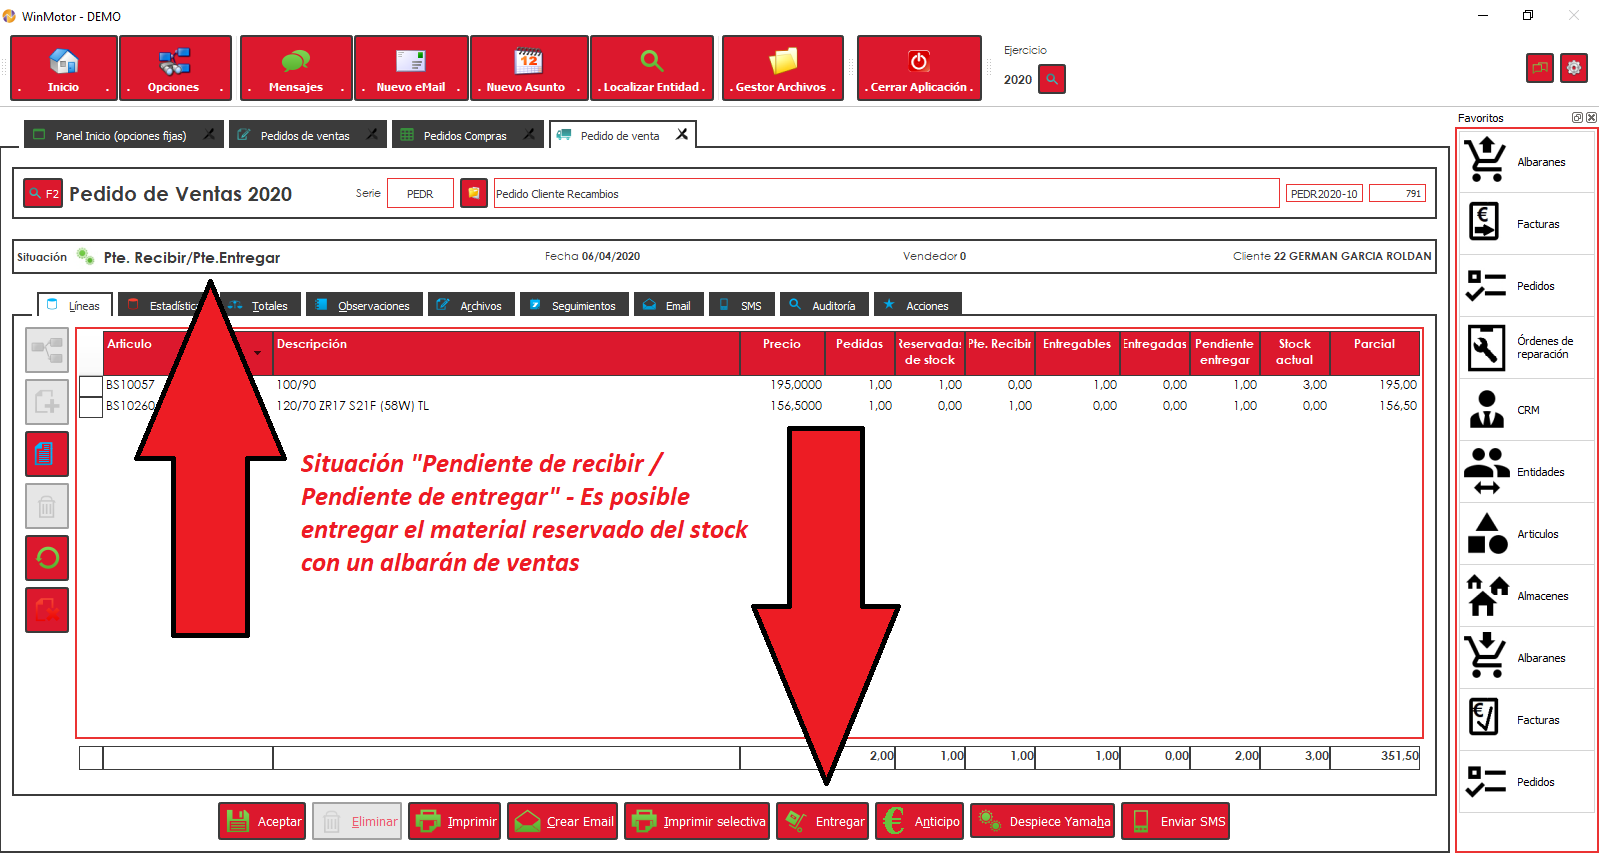 WinMotor - DEMO
. Inicio .
. Opciones .
. Mensajes .
. Nuevo eMail .
. Nuevo Asunto .
. Localizar Entidad .
. Gestor Archivos .
. Cerrar Aplicación .
Ejercicio
2020
Panel Inicio (opciones fijas)
Pedidos de ventas
Pedidos Compras
Pedido de venta
Favoritos
F2
Pedido de Ventas 2020
Serie
PEDR
Pedido Cliente Recambios
PEDR2020-10
791
Situación
Pte. Recibir/Pte.Entregar
Fecha 06/04/2020
Vendedor 0
Cliente 22 GERMAN GARCIA ROLDAN
Líneas
Totales
Observaciones
Archivos
Seguimientos
Email
SMS
Auditoría
Acciones
Artículo Descripción Precio Pedidas Reservadas de stock Pte. Recibir Entregables Entregadas Pendiente entregar Stock actual Parcial
BS10057 100/90 195,0000 1,00 1,00 0,00 1,00 0,00 1,00 3,00 195,00
BS10260 120/70 ZR17 S21F (58W) TL 156,5000 1,00 0,00 1,00 0,00 0,00 1,00 0,00 156,50
Situación "Pendiente de recibir /
Pendiente de entregar" - Es posible
entregar el material reservado del stock
con un albarán de ventas
2,00 1,00 1,00 1,00 0,00 2,00 3,00 351,50
Aceptar
Eliminar
Imprimir
Crear Email
Imprimir selectiva
Entregar
Anticipo
Despiece Yamaha
Enviar SMS
Albaranes
Facturas
Pedidos
Órdenes de
reparación
CRM
Entidades
Articulos
Almacenes
Albaranes
Facturas
Pedidos